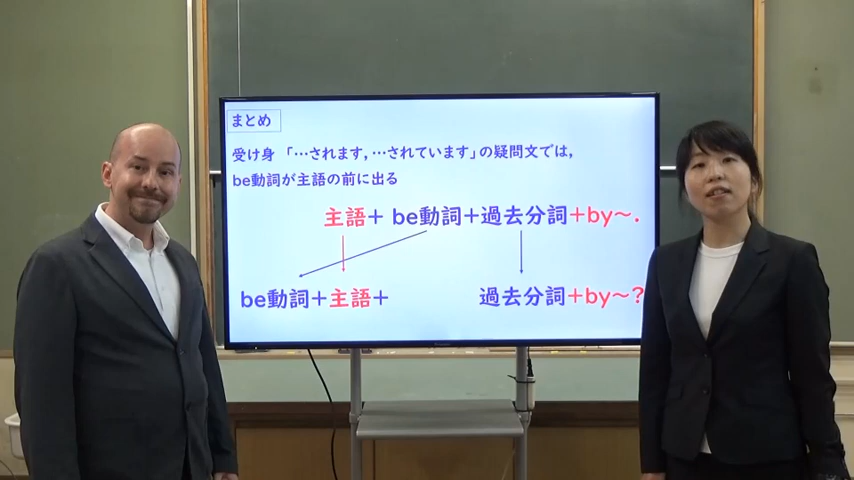 まとめ
受け身 「…されます，…されています」の疑問文では，
be動詞が主語の前に出る
主語＋ be動詞＋過去分詞＋by～.
be動詞＋主語＋ 過去分詞＋by～?